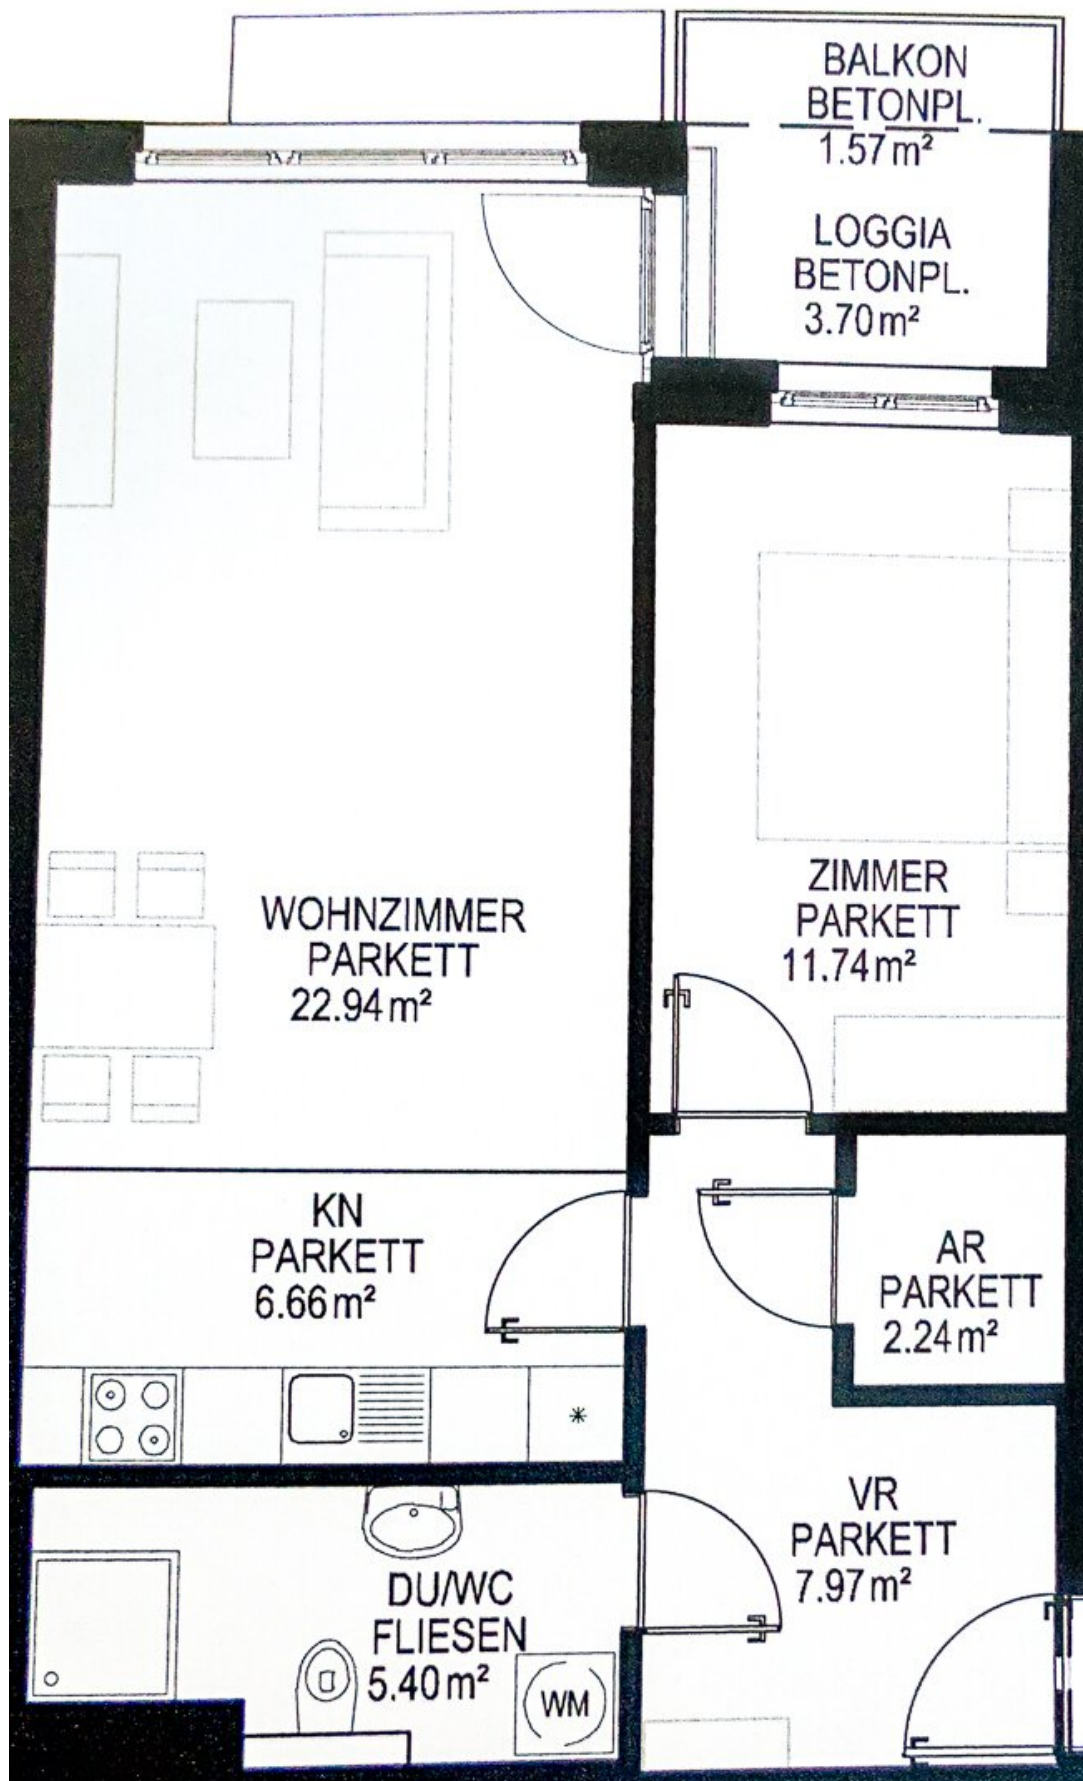 BALKON
BETONPL.
1.57 m²
LOGGIA
BETONPL.
3.70 m²
ZIMMER
PARKETT
11.74 m²
WOHNZIMMER
PARKETT
22.94 m²
KN
PARKETT
6.66 m²
AR
PARKETT
2.24 m²
VR
PARKETT
7.97 m²
DU/WC
FLIESEN
5.40 m²
WM